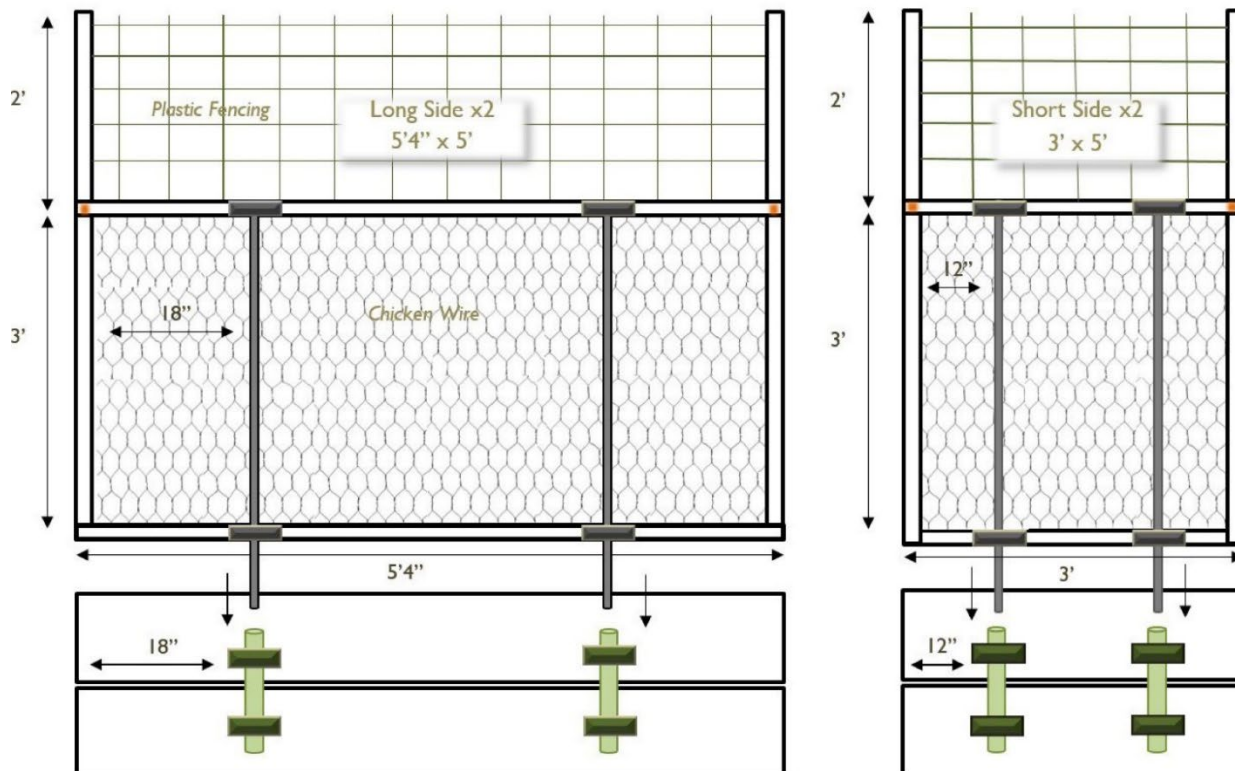 2’
Plastic Fencing
Long Side x2
5’4” x 5’
2’
Short Side x2
3’ x 5’
3’
18”
Chicken Wire
3’
12”
5’4”
3’
18”
12”